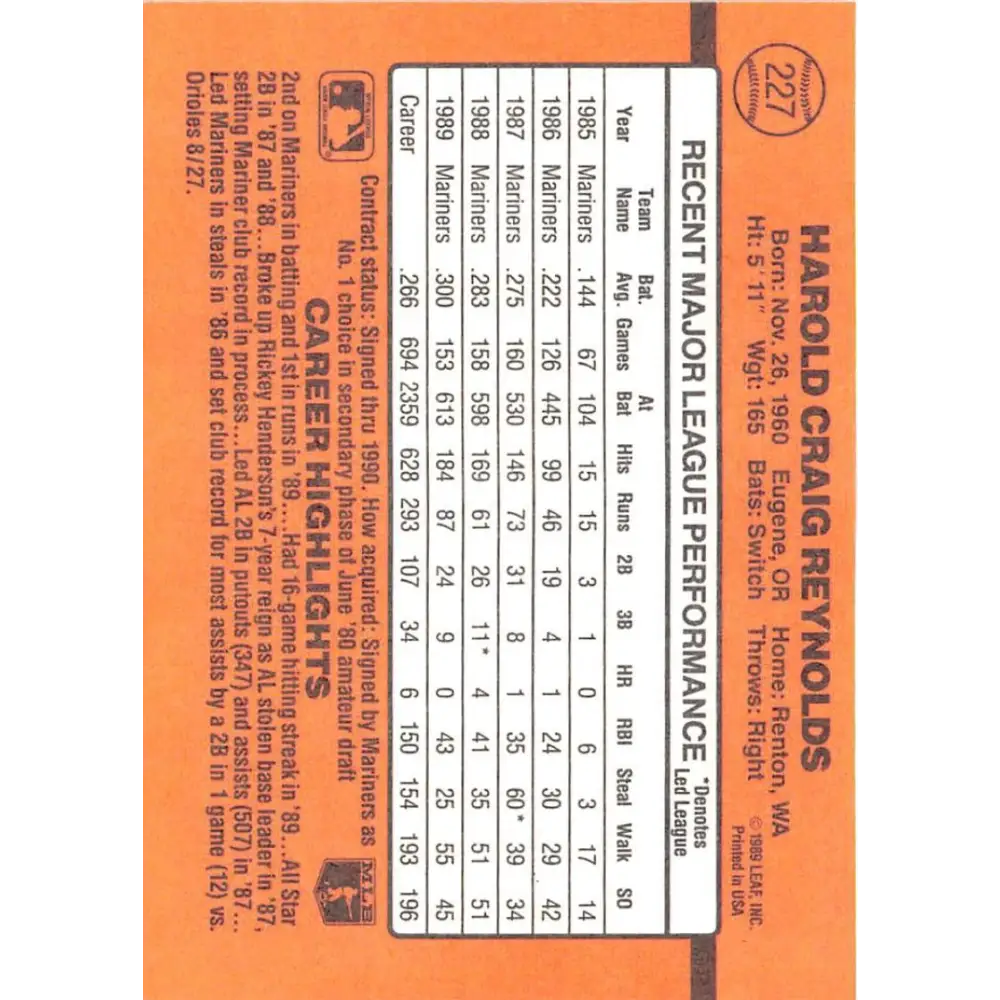 227
HAROLD CRAIG REYNOLDS
Born: Nov. 26, 1960 Eugene, OR Home: Renton, WA
Ht: 5'11" Wgt: 165 Bats: Switch Throws: Right
© 1989 LEAF, INC.
Printed in USA
RECENT MAJOR LEAGUE PERFORMANCE
*Denotes
Led League
Year Team Name Bat. Avg. Games At Bat Hits Runs 2B 3B HR RBI Steal Walk SO
1985 Mariners .144 67 104 15 15 3 1 0 6 3 17 14
1986 Mariners .222 126 445 99 46 19 4 1 24 30 29 42
1987 Mariners .275 160 530 146 73 31 8 1 35 60* 39 34
1988 Mariners .283 158 598 169 61 26 11* 4 41 35 51 51
1989 Mariners .300 153 613 184 87 24 9 0 43 25 55 45
Career .266 694 2359 628 293 107 34 6 150 154 193 196
Contract status: Signed thru 1990. How acquired: Signed by Mariners as
No. 1 choice in secondary phase of June '80 amateur draft
MLB
CAREER HIGHLIGHTS
2nd on Mariners in batting and 1st in runs in '89...Had 16-game hitting streak in '89...All Star
2B in '87 and '88...Broke up Rickey Henderson's 7-year reign as AL stolen base leader in '87,
setting Mariner club record in process...Led AL 2B in putouts (347) and assists (507) in '87...
Led Mariners in steals in '86 and set club record for most assists by a 2B in 1 game (12) vs.
Orioles 8/27.